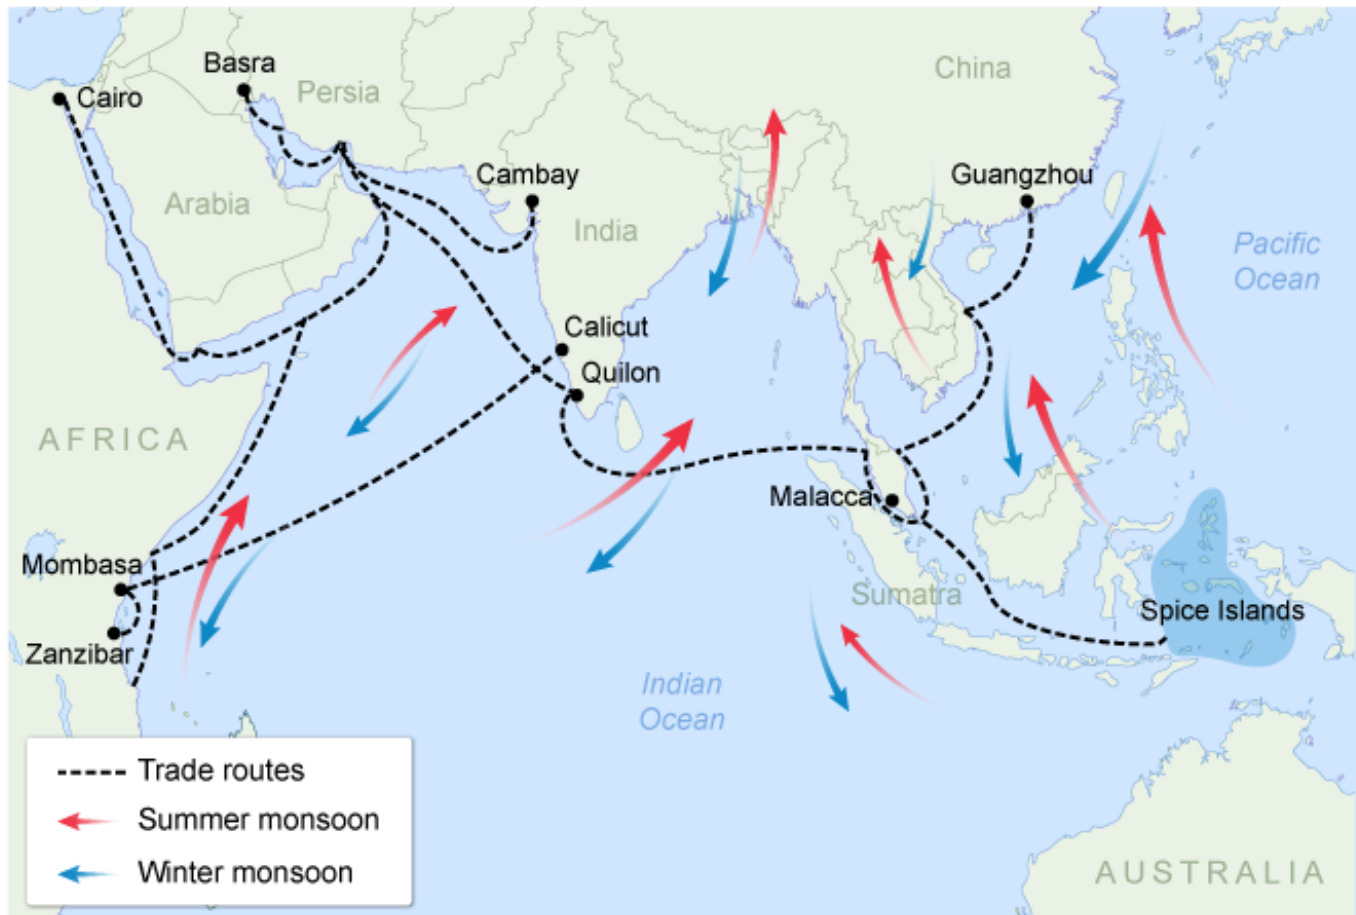 Basra
China
Persia
Cairo
Cambay
Guangzhou
Arabia
India
Pacific
Ocean
Calicut
Quilon
AFRICA
Malacca
Mombasa
Sumatra
Spice Islands
Zanzibar
Indian
Ocean
Trade routes
Summer monsoon
Winter monsoon
AUSTRALIA